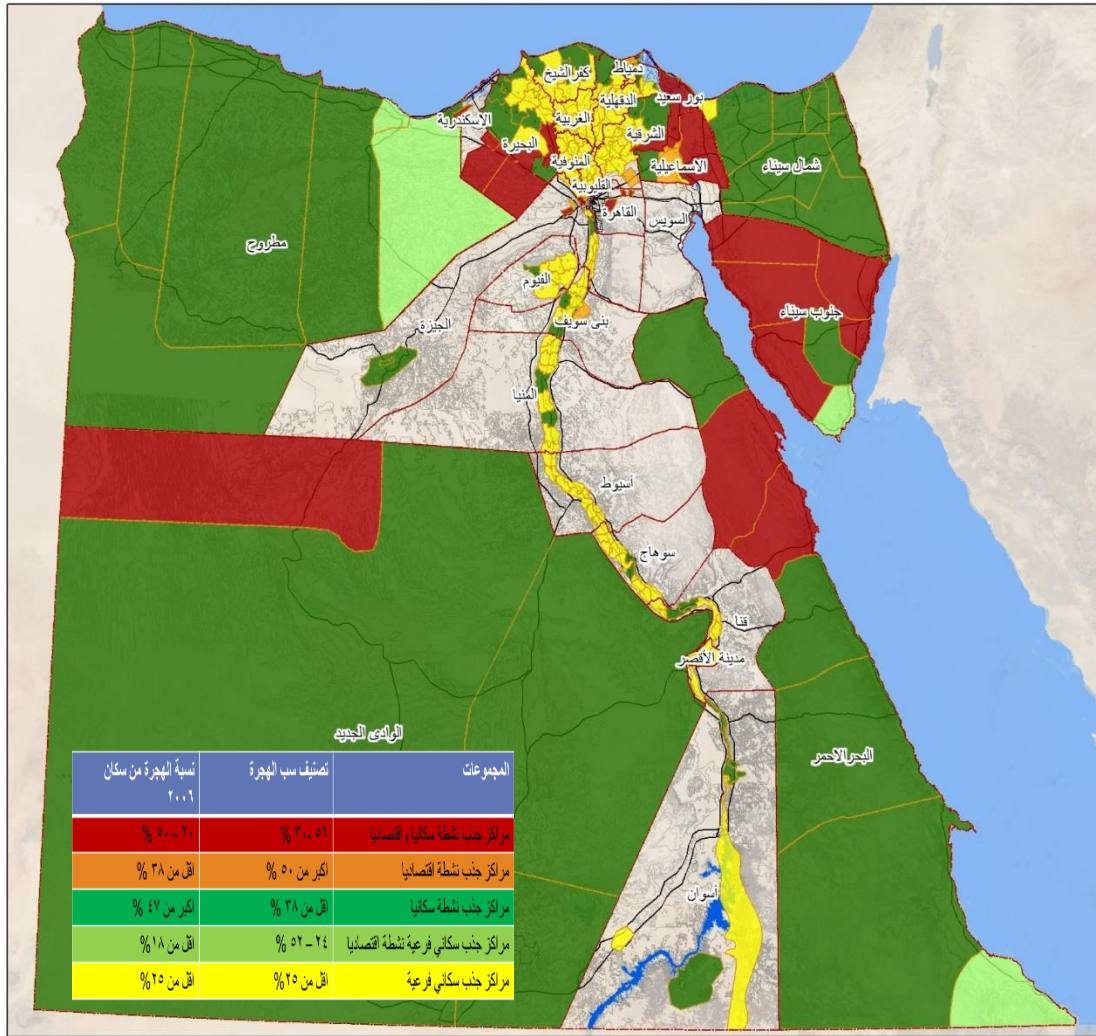 دمياط
كفرالشيخ
بور سعيد
الدقهلية
الاسكندرية
الغربية
الشرقية
البحيرة
شمال سيناء
المنوفية
الاسماعيلية
القليوبية
القاهرة
السويس
مطروح
الفيوم
جنوب سيناء
بنى سويف
الجيزة
المنيا
أسيوط
سوهاج
قنا
مدينة الأقصر
الوادى الجديد
البحر الاحمر
أسوان
المجموعات تصنيف سب الهجرة نسبة الهجرة من سكان
٢٠٠٦
مراكز جذب نشطة سكانيا واقتصاديا ٥٦ -٣٠ % ٢٠ – ٥٠ %
مراكز جذب نشطة اقتصاديا اكبر من ٥٠ % اقل من ٣٨ %
مراكز جذب نشطة سكانيا اقل من ٣٨ % اكبر من ٤٧ %
مراكز جذب سكاني فرعية نشطة اقتصاديا ٢٤ – ٥٢ % اقل من ١٨%
مراكز جذب سكاني فرعية اقل من ٢٥% اقل من ٢٥%